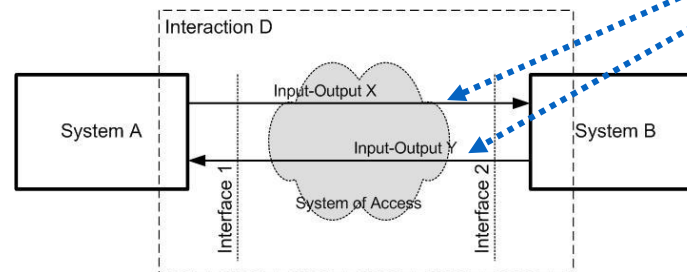 Interaction D
Input-Output X
System A
System B
Input-Output Y
System of Access
Interface 1
Interface 2